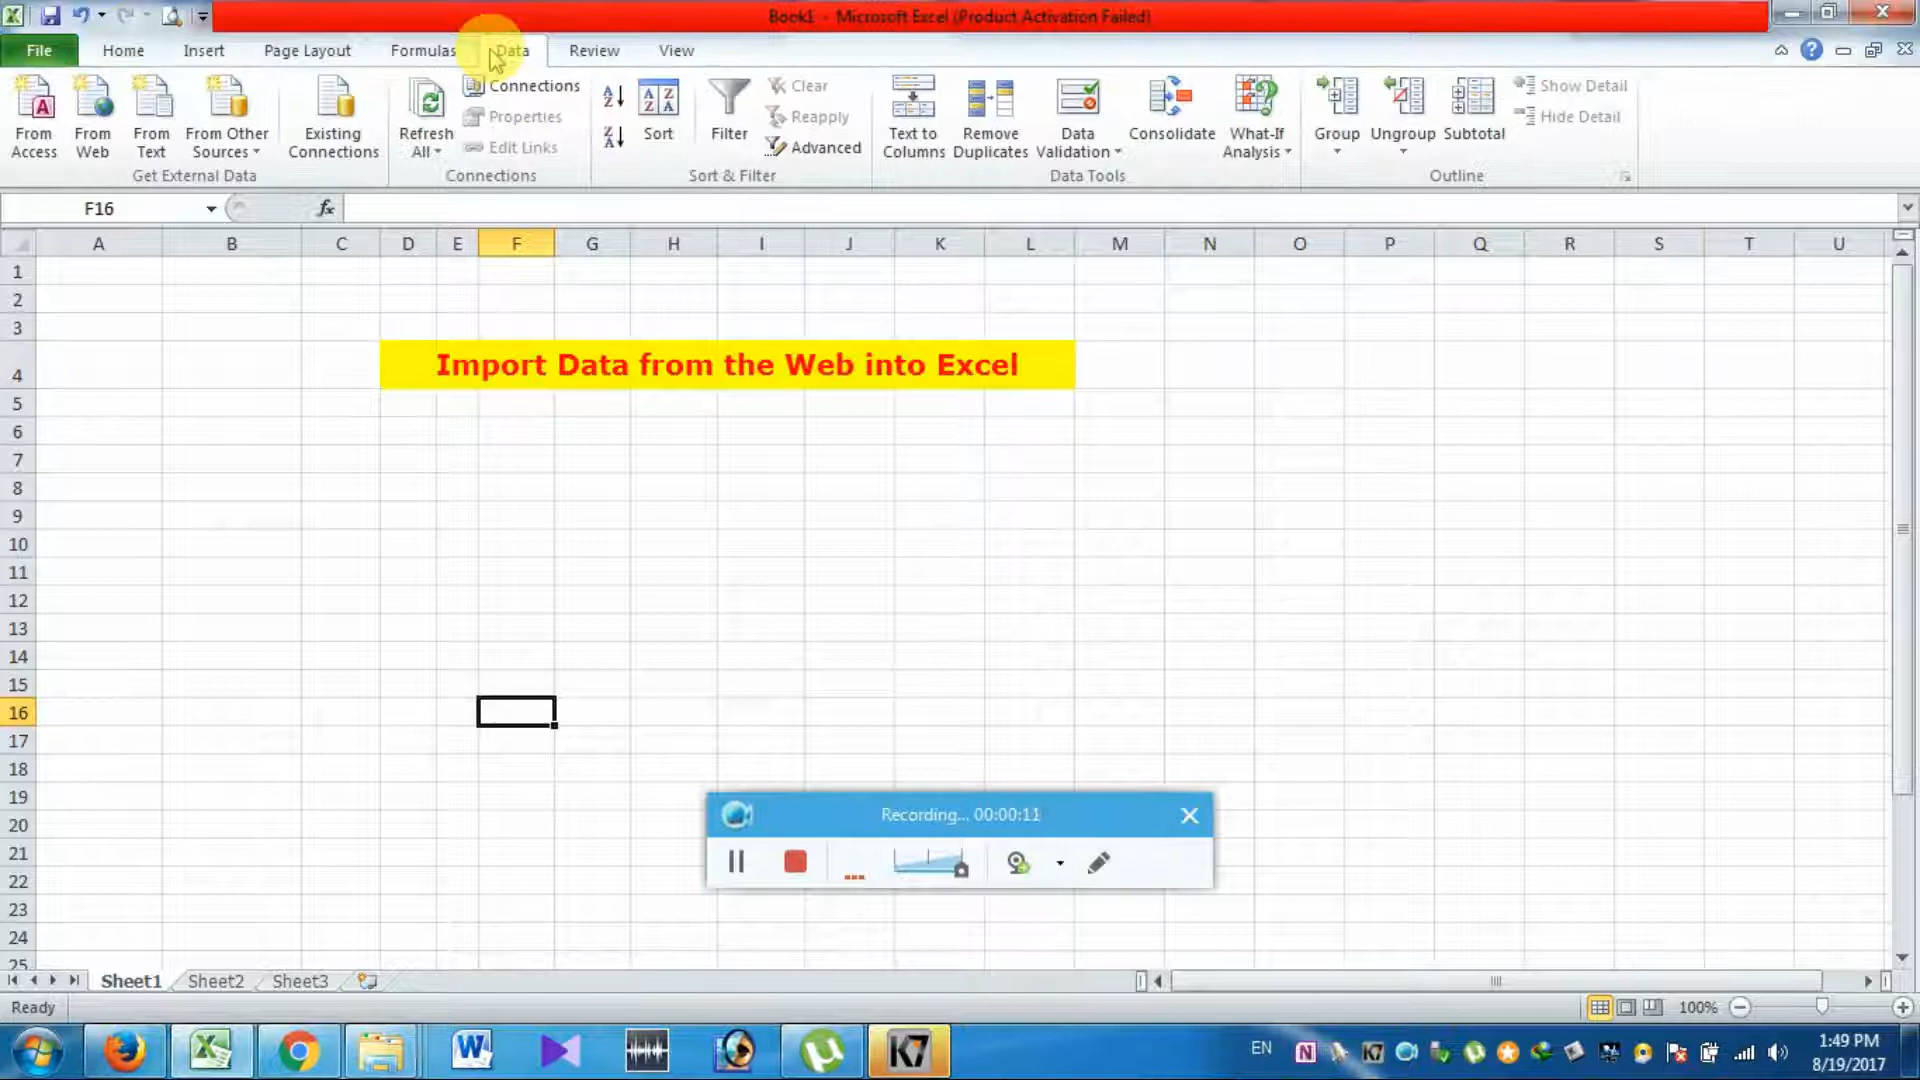 Book1 - Microsoft Excel (Product Activation Failed)
File Home Insert Page Layout Formulas Data Review View
From Access
From Web
From Text
From Other Sources
Existing Connections
Refresh All
Connections
Properties
Edit Links
Sort
Filter
Clear
Reapply
Advanced
Text to Columns
Remove Duplicates
Data Validation
Consolidate
What-If Analysis
Group
Ungroup
Subtotal
Show Detail
Hide Detail
Get External Data
Connections
Sort & Filter
Data Tools
Outline
F16
fx
A B C D E F G H I J K L M N O P Q R S T U
1
2
3
4
Import Data from the Web into Excel
5
6
7
8
9
10
11
12
13
14
15
16
17
18
19
20
21
22
23
24
25
Recording... 00:00:11
Sheet1 Sheet2 Sheet3
Ready
100%
K7
EN
1:49 PM
8/19/2017